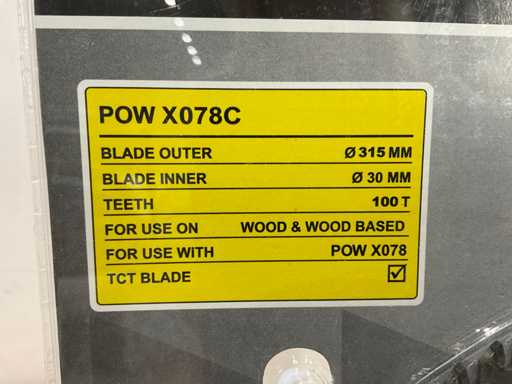 POW X078C
BLADE OUTER Ø 315 MM
BLADE INNER Ø 30 MM
TEETH 100 T
FOR USE ON WOOD & WOOD BASED
FOR USE WITH POW X078
TCT BLADE ☑